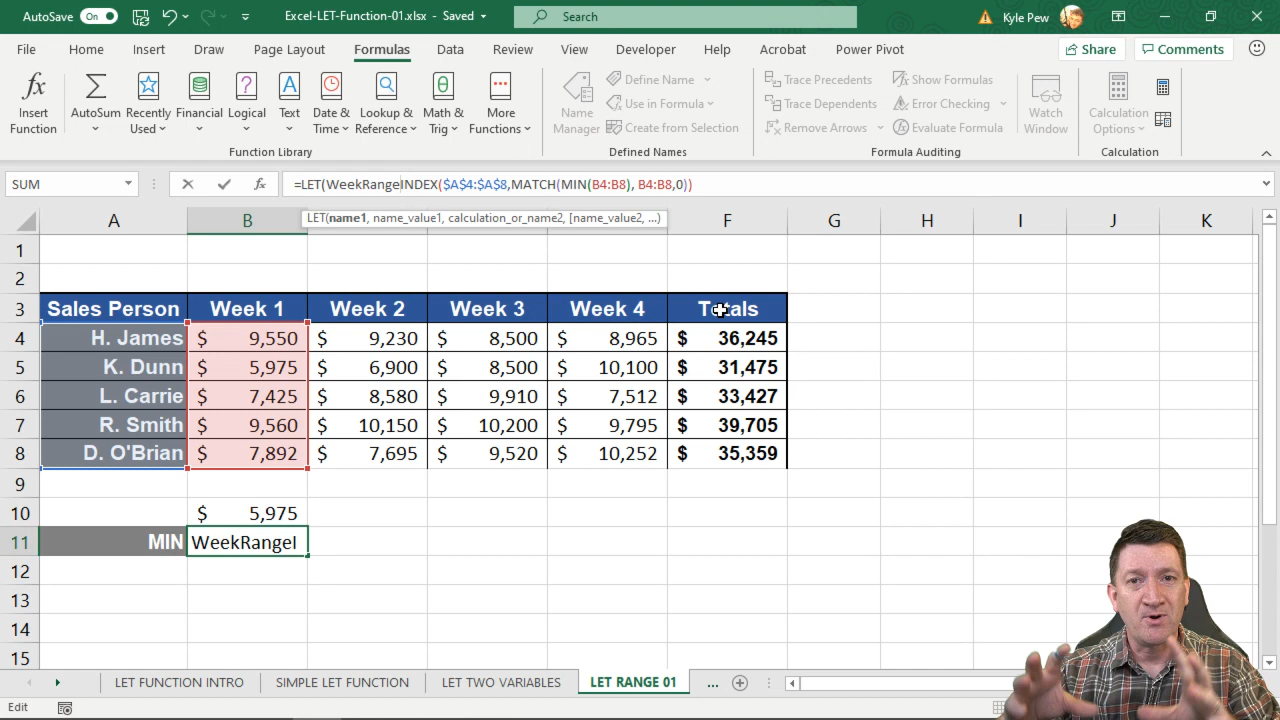 AutoSave On Excel-LET-Function-01.xlsx - Saved Search Kyle Pew
File Home Insert Draw Page Layout Formulas Data Review View Developer Help Acrobat Power Pivot Share Comments
Insert Function
AutoSum
Recently Used
Financial
Logical
Text
Date & Time
Lookup & Reference
Math & Trig
More Functions
Function Library
Name Manager
Define Name
Use in Formula
Create from Selection
Defined Names
Trace Precedents
Trace Dependents
Remove Arrows
Show Formulas
Error Checking
Evaluate Formula
Formula Auditing
Watch Window
Calculation Options
Calculation
SUM =LET(WeekRangeINDEX($A$4:$A$8,MATCH(MIN(B4:B8), B4:B8,0))
LET(name1, name_value1, calculation_or_name2, [name_value2, ...)
A B F G H I J K
1
2
3 Sales Person Week 1 Week 2 Week 3 Week 4 Totals
4 H. James $ 9,550 $ 9,230 $ 8,500 $ 8,965 $ 36,245
5 K. Dunn $ 5,975 $ 6,900 $ 8,500 $ 10,100 $ 31,475
6 L. Carrie $ 7,425 $ 8,580 $ 9,910 $ 7,512 $ 33,427
7 R. Smith $ 9,560 $ 10,150 $ 10,200 $ 9,795 $ 39,705
8 D. O'Brian $ 7,892 $ 7,695 $ 9,520 $ 10,252 $ 35,359
9
10 $ 5,975
11 MIN WeekRangeI
12
13
14
15
LET FUNCTION INTRO SIMPLE LET FUNCTION LET TWO VARIABLES LET RANGE 01 ...
Edit